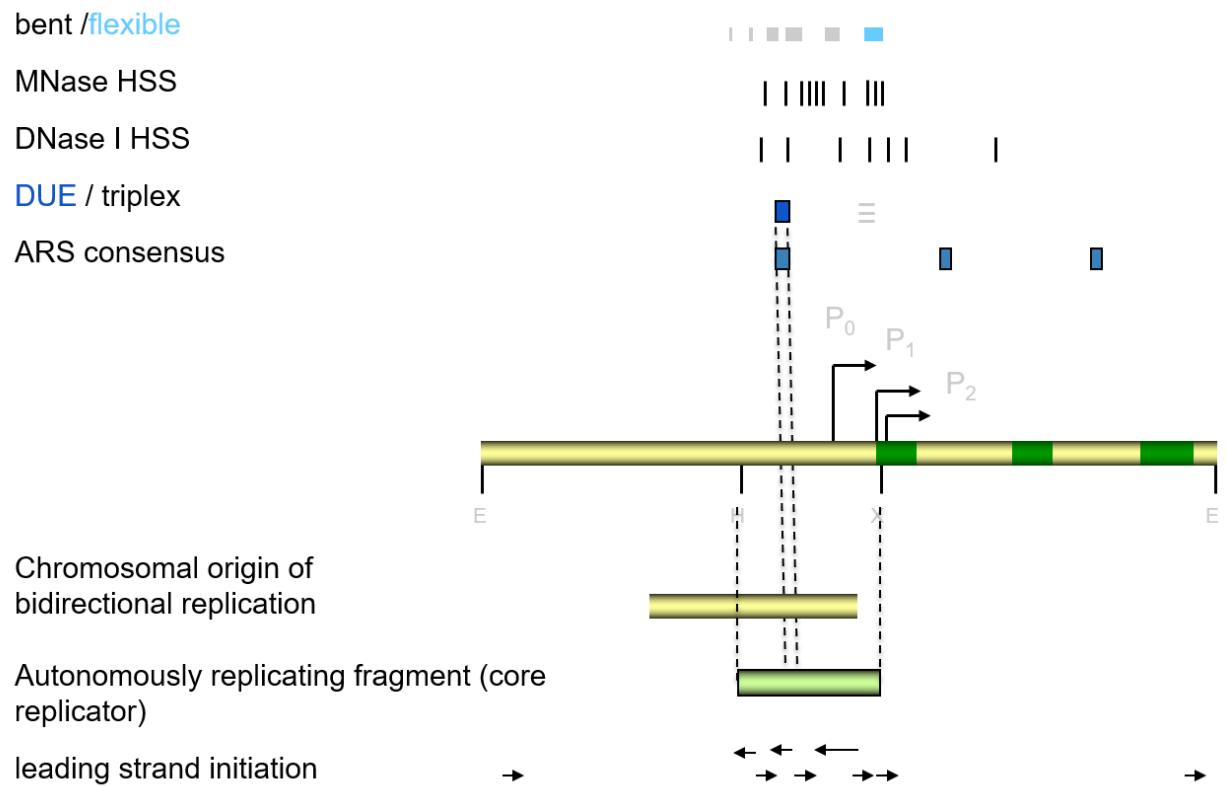 bent /flexible
MNase HSS
DNase I HSS
DUE / triplex
ARS consensus
P0
P1
P2
E
H
X
E
Chromosomal origin of
bidirectional replication
Autonomously replicating fragment (core
replicator)
leading strand initiation